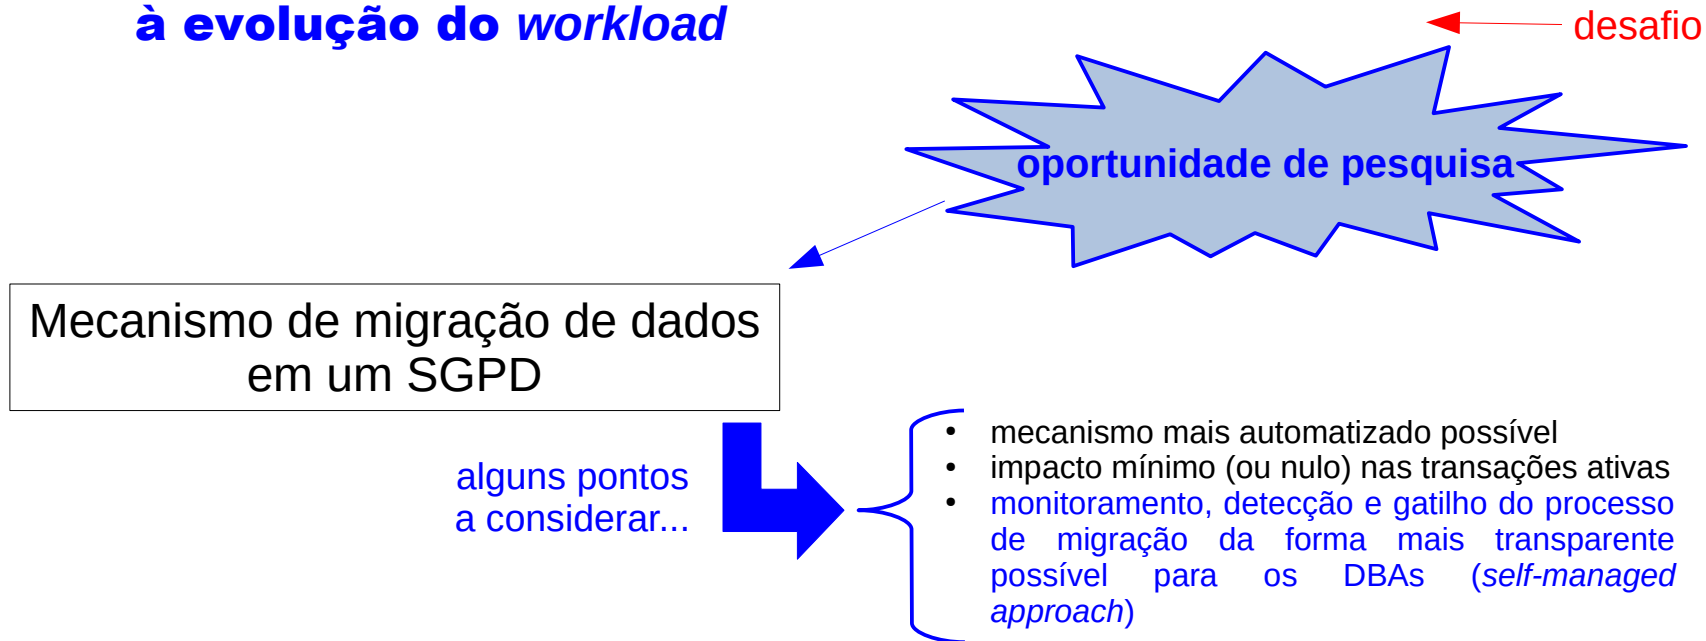 à evolução do workload
desafio
oportunidade de pesquisa
Mecanismo de migração de dados
em um SGPD
alguns pontos
a considerar...
• mecanismo mais automatizado possível
• impacto mínimo (ou nulo) nas transações ativas
• monitoramento, detecção e gatilho do processo
de migração da forma mais transparente
possível para os DBAs (self-managed
approach)